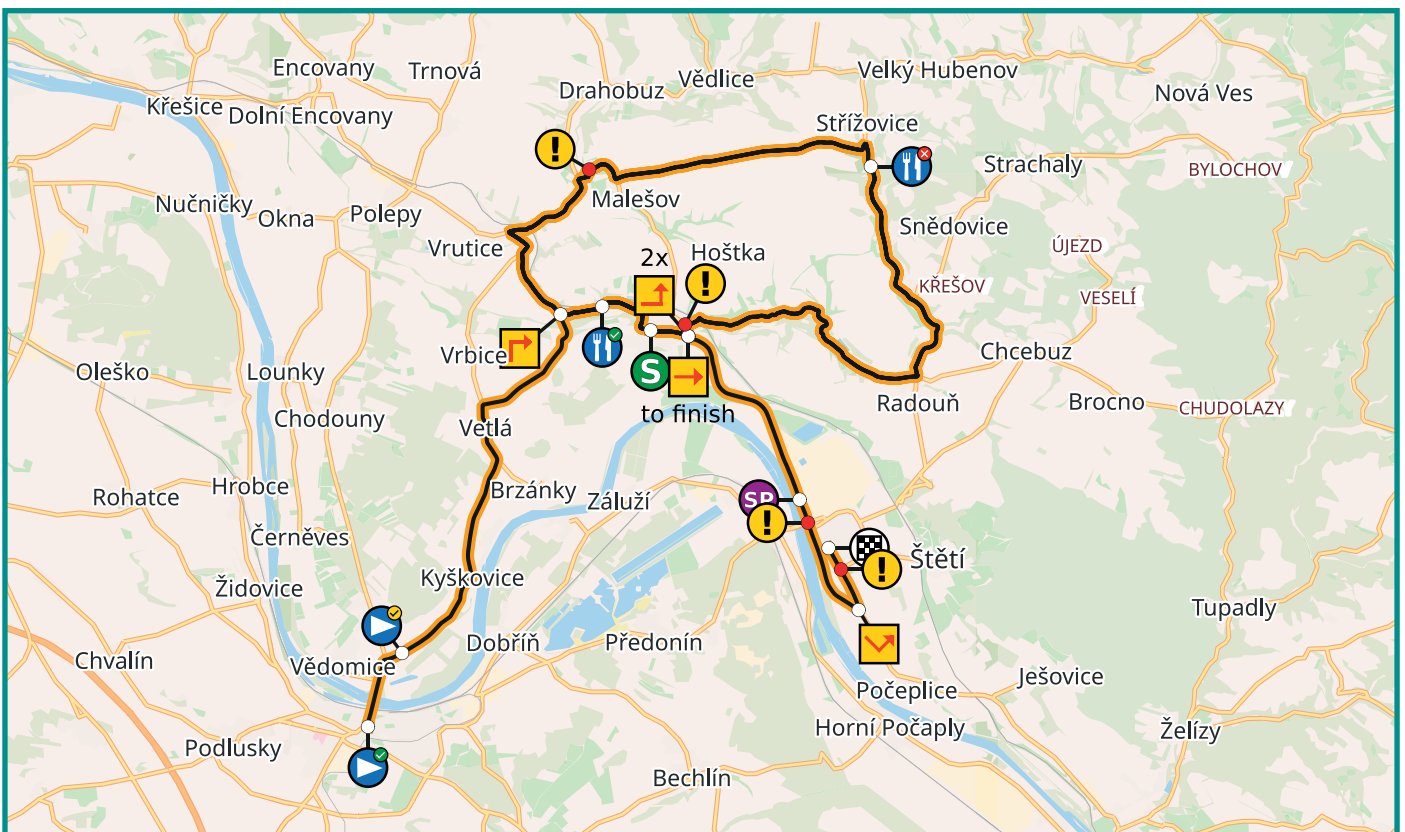 Encovany
Trnová
Drahobuz
Vědlice
Velký Hubenov
Nová Ves
Křešice
Dolní Encovany
Střížovice
Strachaly
BYLOCHOV
!
Malešov
Nučničky
Okna
Polepy
Snědovice
Vrutice
Hoštka
ÚJEZD
2x
KŘEŠOV
VESELÍ
!
Vrbice
Chcebuz
Oleško
Lounky
S
Radouň
Brocno
CHUDOLAZY
to finish
Chodouny
Vetlá
Hrobce
Rohatce
Brzánky
Záluží
SP
!
Černěves
Štětí
!
Kyškovice
Židovice
Tupadly
Dobříň
Předonín
Chvalín
Vědomice
Ješovice
Počeplice
Horní Počaply
Želízy
Podlusky
Bechlín